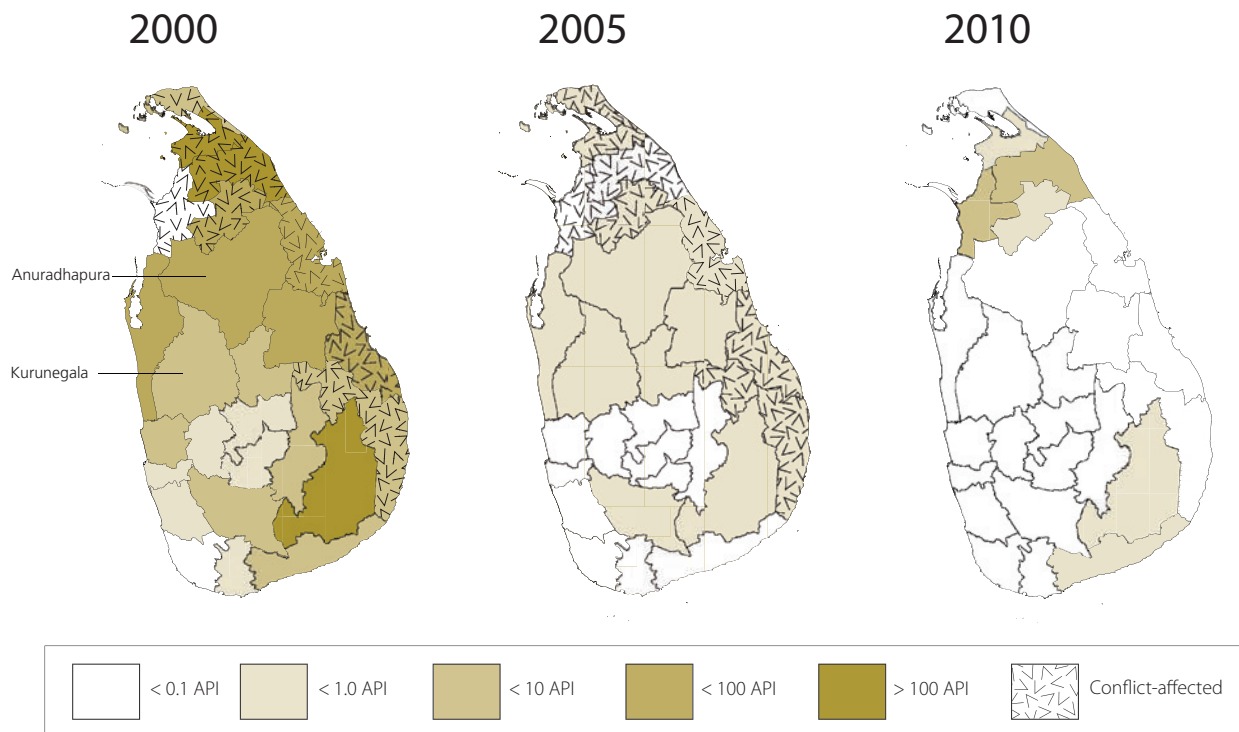 2000 2005 2010
Anuradhapura
Kurunegala
< 0.1 API < 1.0 API < 10 API < 100 API > 100 API Conflict-affected